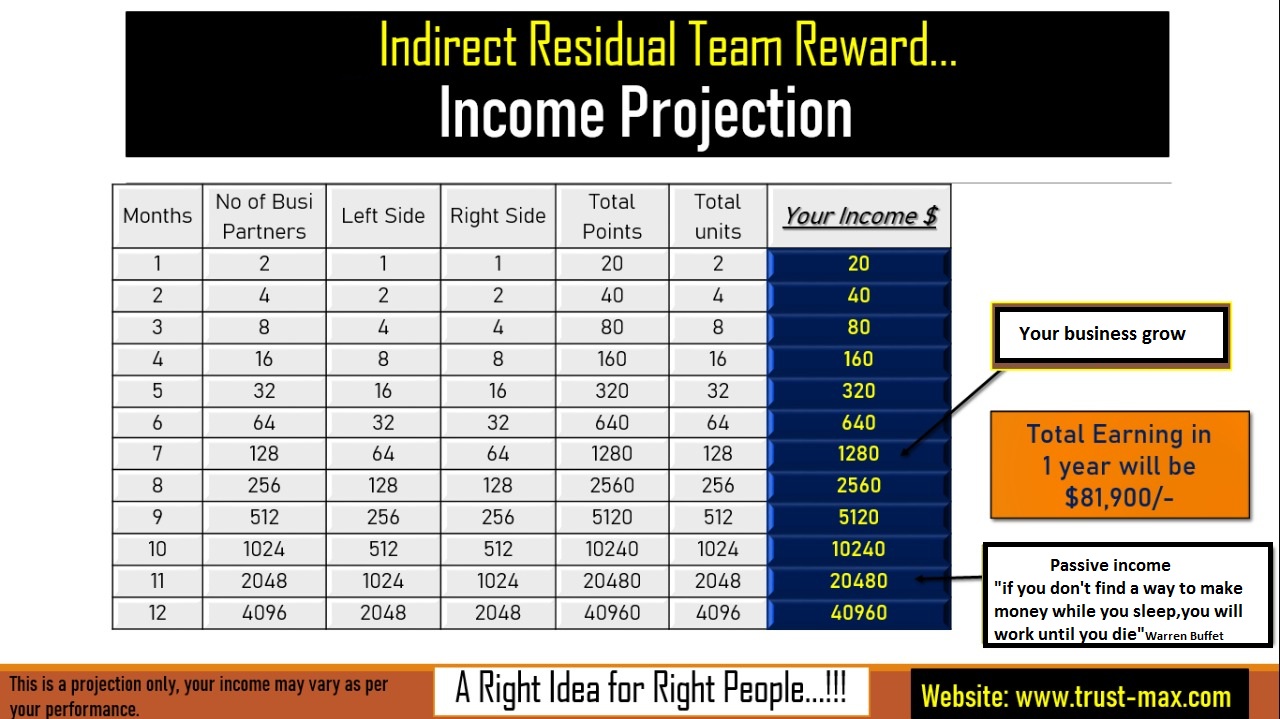 Indirect Residual Team Reward...
Income Projection
Months No of Busi Partners Left Side Right Side Total Points Total units Your Income $
1 2 1 1 20 2 20
2 4 2 2 40 4 40
3 8 4 4 80 8 80
4 16 8 8 160 16 160
5 32 16 16 320 32 320
6 64 32 32 640 64 640
7 128 64 64 1280 128 1280
8 256 128 128 2560 256 2560
9 512 256 256 5120 512 5120
10 1024 512 512 10240 1024 10240
11 2048 1024 1024 20480 2048 20480
12 4096 2048 2048 40960 4096 40960
Your business grow
Total Earning in
1 year will be
$81,900/-
Passive income
"if you don't find a way to make
money while you sleep,you will
work until you die"Warren Buffet
This is a projection only, your income may vary as per
your performance.
A Right Idea for Right People...!!!
Website: www.trust-max.com